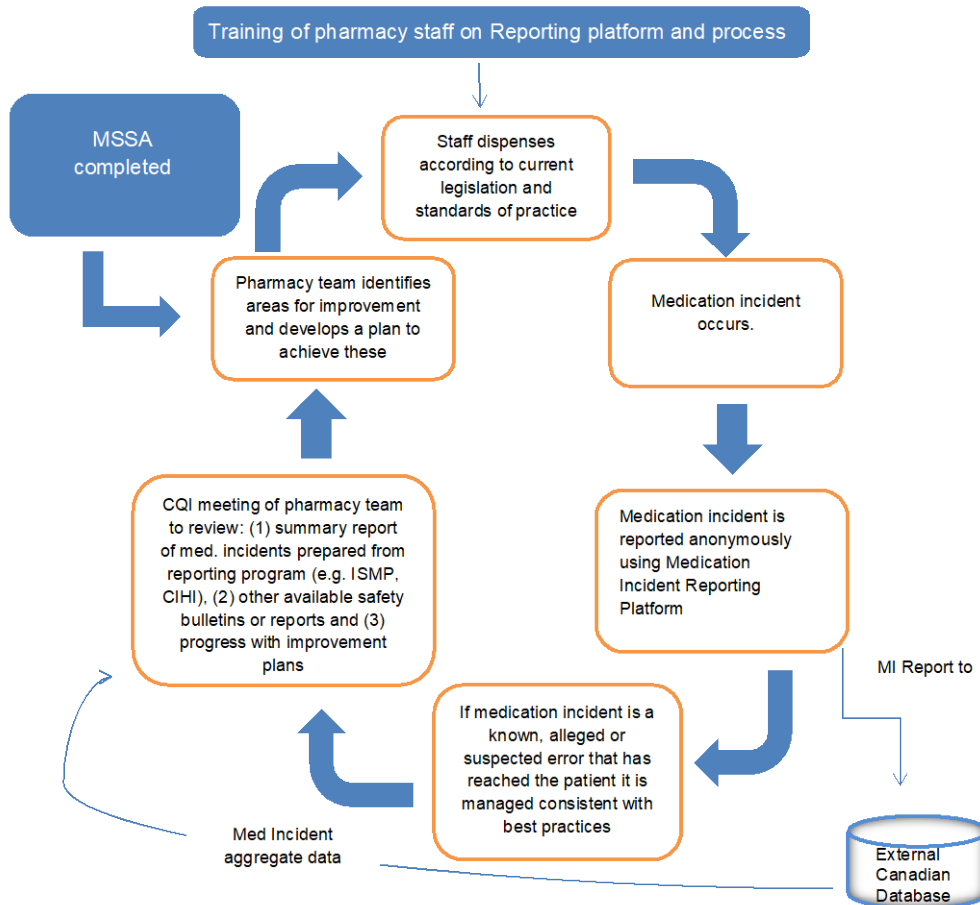 Training of pharmacy staff on Reporting platform and process
MSSA
completed
Staff dispenses
according to current
legislation and
standards of practice
Pharmacy team identifies
areas for improvement
and develops a plan to
achieve these
Medication incident
occurs.
CQI meeting of pharmacy team
to review: (1) summary report
of med. incidents prepared from
reporting program (e.g. ISMP,
CIHI), (2) other available safety
bulletins or reports and (3)
progress with improvement
plans
Medication incident is
reported anonymously
using Medication
Incident Reporting
Platform
MI Report to
If medication incident is a
known, alleged or
suspected error that has
reached the patient it is
managed consistent with
best practices
Med Incident
aggregate data
External
Canadian
Database